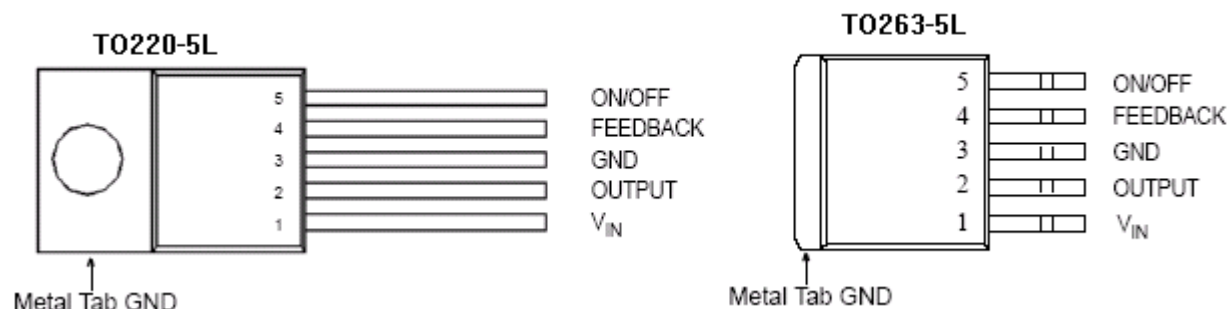 TO220-5L
5 ON/OFF
4 FEEDBACK
3 GND
2 OUTPUT
1 VIN
Metal Tab GND
TO263-5L
5 ON/OFF
4 FEEDBACK
3 GND
2 OUTPUT
1 VIN
Metal Tab GND